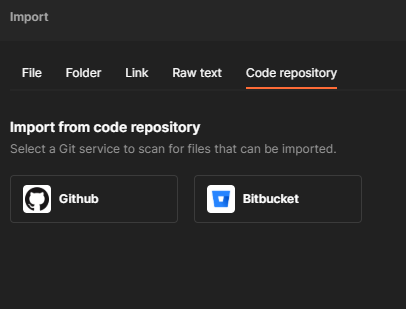 Import
File Folder Link Raw text Code repository
Import from code repository
Select a Git service to scan for files that can be imported.
Github Bitbucket